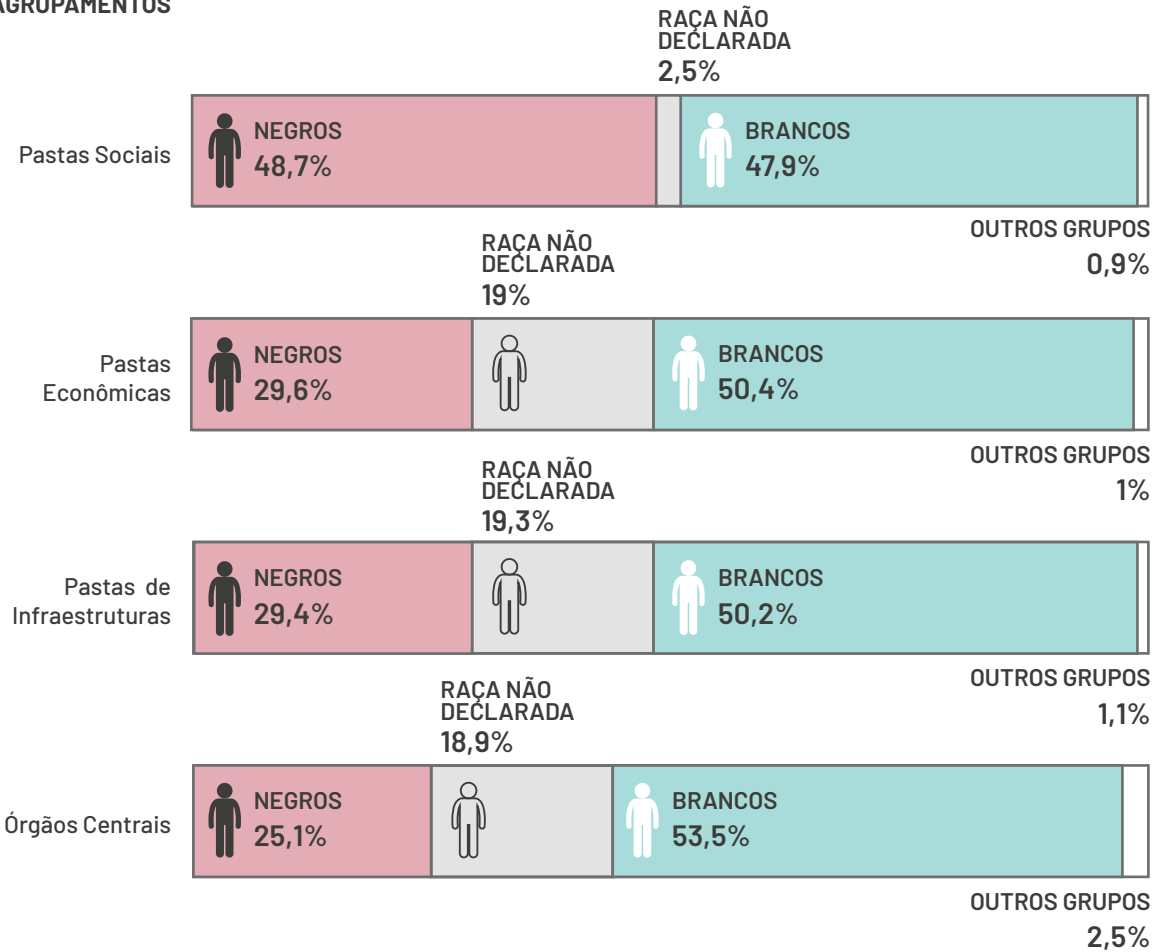 AGRUPAMENTOS
RAÇA NÃO
DECLARADA
2,5%
Pastas Sociais
NEGROS
48,7%
BRANCOS
47,9%
OUTROS GRUPOS
0,9%
RAÇA NÃO
DECLARADA
19%
Pastas
Econômicas
NEGROS
29,6%
BRANCOS
50,4%
OUTROS GRUPOS
1%
RAÇA NÃO
DECLARADA
19,3%
Pastas de
Infraestruturas
NEGROS
29,4%
BRANCOS
50,2%
OUTROS GRUPOS
1,1%
RAÇA NÃO
DECLARADA
18,9%
Órgãos Centrais
NEGROS
25,1%
BRANCOS
53,5%
OUTROS GRUPOS
2,5%